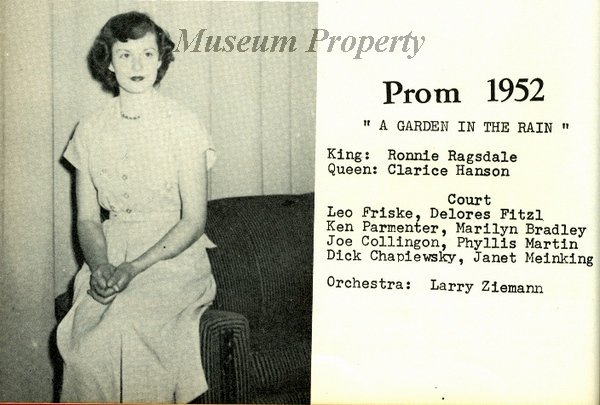 Museum Property
Prom 1952
" A GARDEN IN THE RAIN "
King: Ronnie Ragsdale
Queen: Clarice Hanson
Court
Leo Friske, Delores Fitzl
Ken Parmenter, Marilyn Bradley
Joe Collingon, Phyllis Martin
Dick Chapiewsky, Janet Meinking
Orchestra: Larry Ziemann